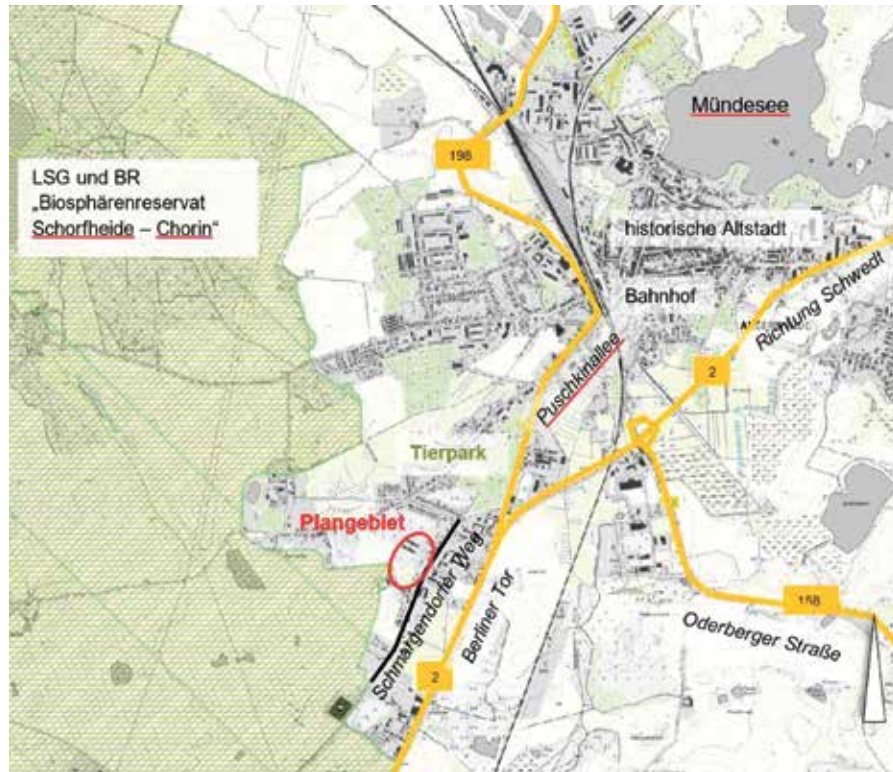 Mündesee
198
LSG und BR
„Biosphärenreservat
Schorfheide – Chorin“
historische Altstadt
Bahnhof
Richtung Schwedt
2
Puschkinallee
Tierpark
Plangebiet
Schmargendorfer Weg
Berliner Tor
158
Oderberger Straße
2